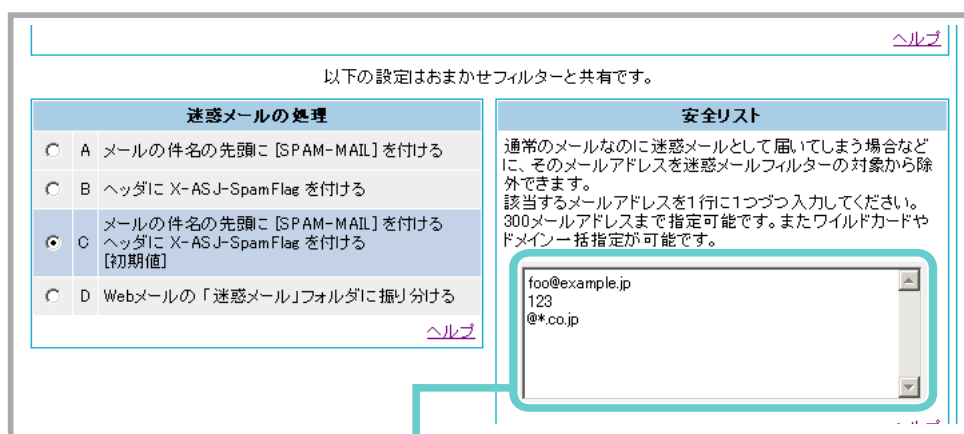 ヘルプ
以下の設定はおまかせフィルターと共有です。
迷惑メールの処理
A メールの件名の先頭に [SPAM-MAIL] を付ける
B ヘッダに X-ASJ-SpamFlag を付ける
C メールの件名の先頭に [SPAM-MAIL] を付ける
ヘッダに X-ASJ-SpamFlag を付ける
[初期値]
D Webメールの「迷惑メール」フォルダに振り分ける
ヘルプ
安全リスト
通常のメールなのに迷惑メールとして届いてしまう場合など
に、そのメールアドレスを迷惑メールフィルターの対象から除
外できます。
該当するメールアドレスを1行に1つづつ入力してください。
300メールアドレスまで指定可能です。またワイルドカードや
ドメイン一括指定が可能です。
foo@example.jp
123
@*.co.jp